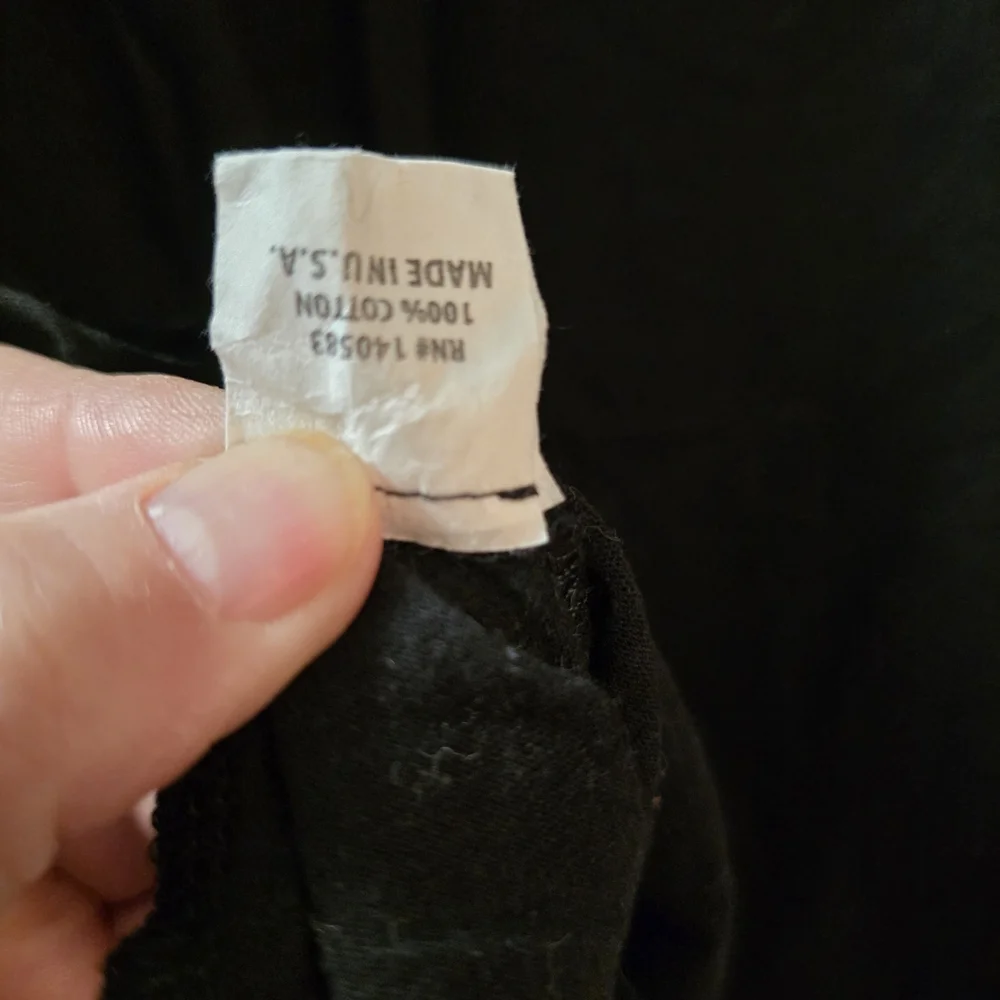 RN# 140583
100% COTTON
MADE IN U.S.A.